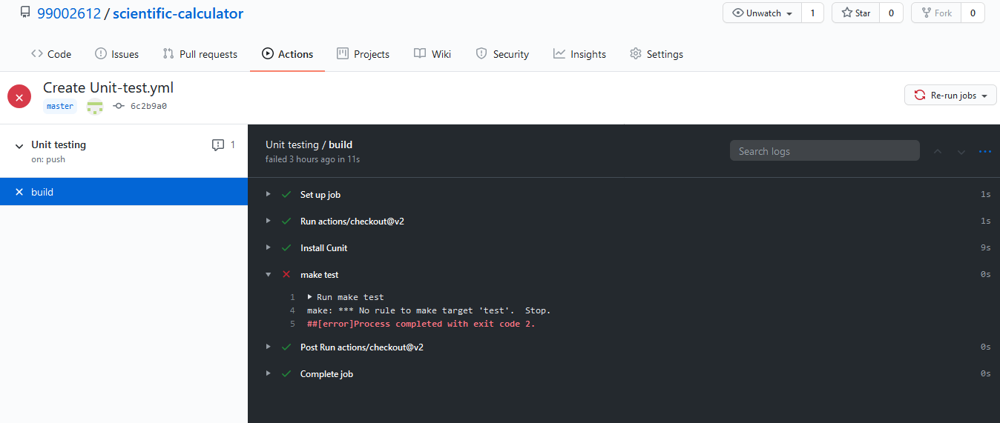 99002612 / scientific-calculator
Unwatch 1 Star 0 Fork 0
Code Issues Pull requests Actions Projects Wiki Security Insights Settings
Create Unit-test.yml
master 6c2b9a0
Re-run jobs
Unit testing 1
on: push
build
Unit testing / build
failed 3 hours ago in 11s
Search logs
Set up job 1s
Run actions/checkout@v2 1s
Install Cunit 9s
make test 0s
1 Run make test
4 make: *** No rule to make target 'test'.  Stop.
5 ##[error]Process completed with exit code 2.
Post Run actions/checkout@v2 0s
Complete job 0s